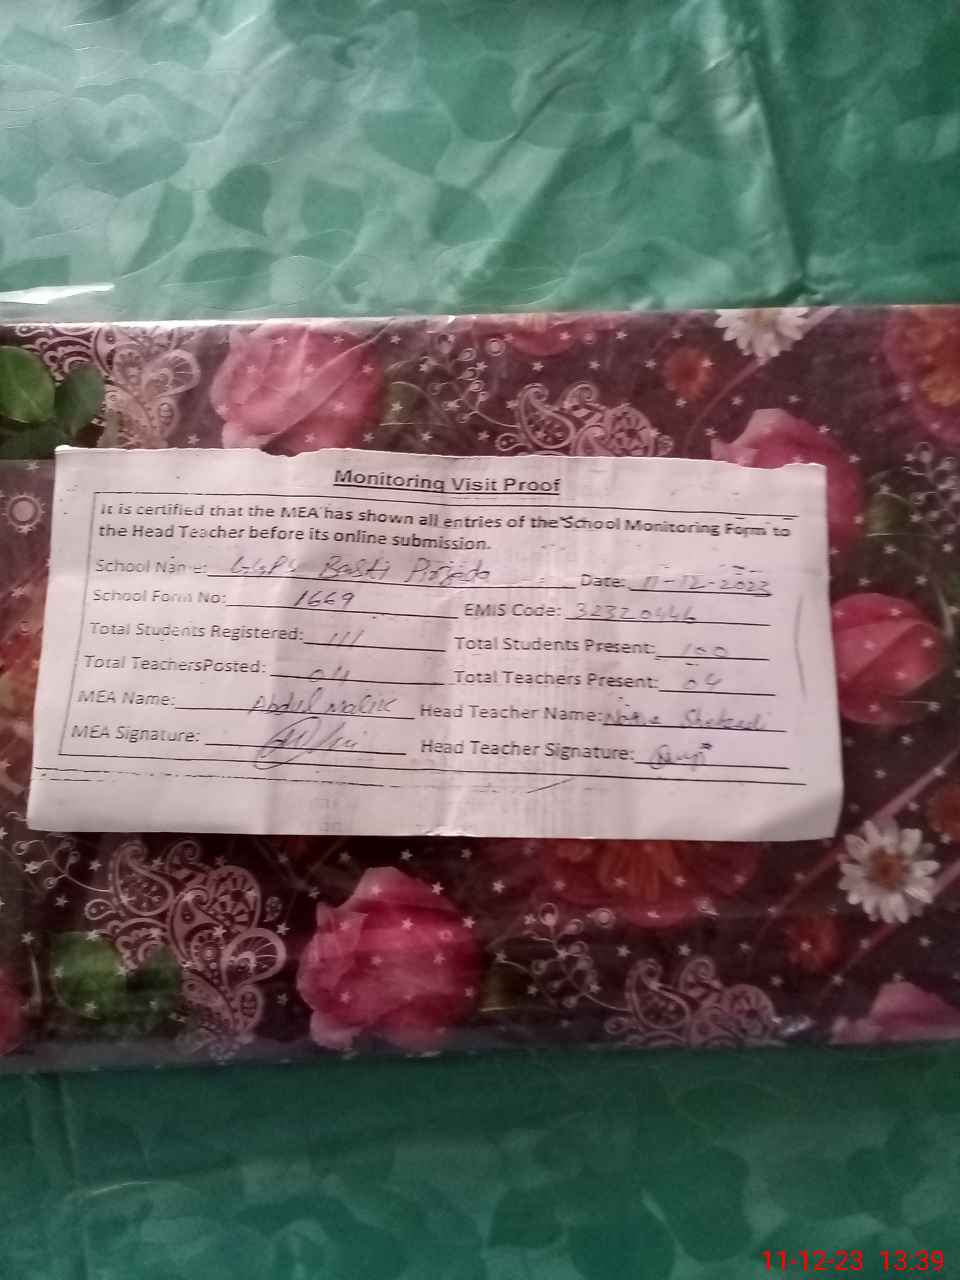 Monitoring Visit Proof
It is certified that the MEA has shown all entries of the School Monitoring Form to
the Head Teacher before its online submission.
School Name: GGPS Basti Pirjada Date: 11-12-2023
School Form No: 1669 EMIS Code: 32320446
Total Students Registered: 111 Total Students Present: 100
Total TeachersPosted: 04 Total Teachers Present: 04
MEA Name: Abdul Malik Head Teacher Name:
MEA Signature: Head Teacher Signature:
11-12-23 13:39